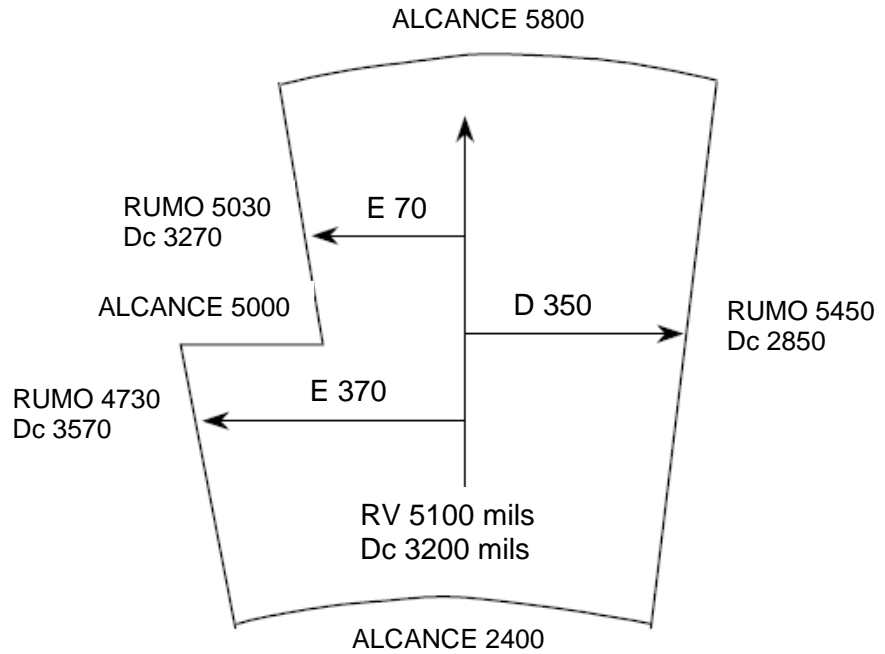 ALCANCE 5800
RUMO 5030
Dc 3270
E 70
ALCANCE 5000
D 350
RUMO 5450
Dc 2850
RUMO 4730
Dc 3570
E 370
RV 5100 mils
Dc 3200 mils
ALCANCE 2400